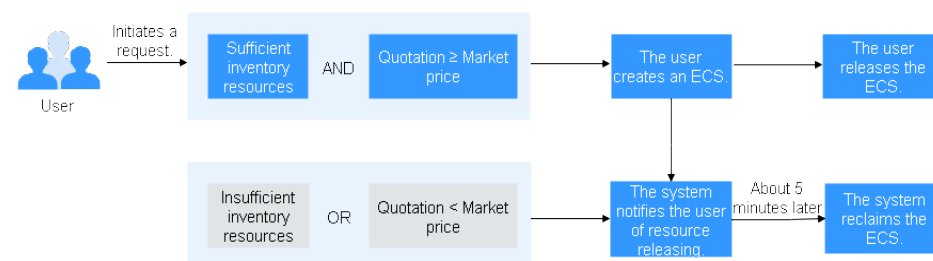 Initiates a
request.
User
Sufficient
inventory
resources
AND
Quotation ≥ Market
price
The user
creates an ECS.
The user
releases the
ECS.
Insufficient
inventory
resources
OR
Quotation < Market
price
The system
notifies the user
of resource
releasing.
About 5
minutes later
The system
reclaims the
ECS.